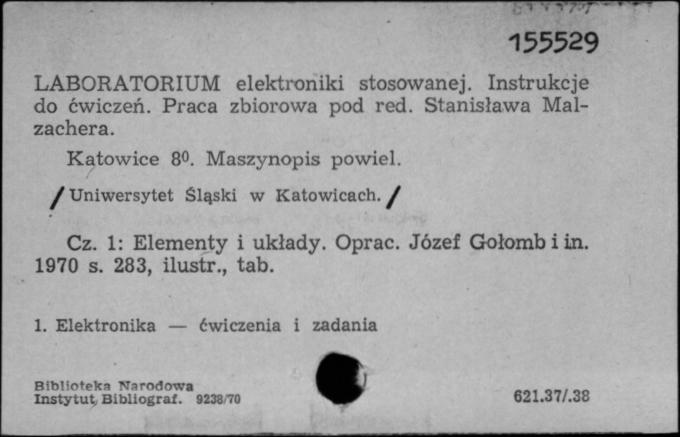 155529
LABORATORIUM elektroniki stosowanej. Instrukcje
do ćwiczeń. Praca zbiorowa pod red. Stanisława Mal-
zachera.
Katowice 8⁰. Maszynopis powiel.
/Uniwersytet Śląski w Katowicach./
Cz. 1: Elementy i układy. Oprac. Józef Gołomb i in.
1970 s. 283, ilustr., tab.
1. Elektronika — ćwiczenia i zadania
Biblioteka Narodowa
Instytut Bibliograf. 9238/70
621.37/.38